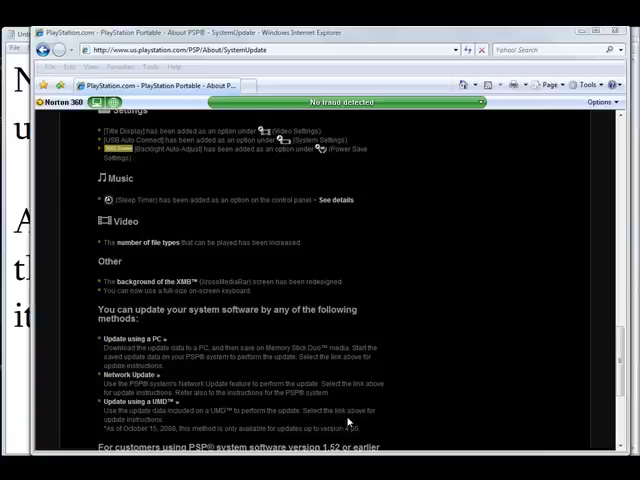 PlayStation.com - PlayStation Portable - About PSP® - SystemUpdate - Windows Internet Explorer
http://www.us.playstation.com/PSP/About/SystemUpdate
Yahoo! Search
File Edit View Favorites Tools Help
PlayStation.com - PlayStation Portable - About P...
Page Tools
Norton 360
No fraud detected
Options
Settings
[Title Display] has been added as an option under (Video Settings)
[USB Auto Connect] has been added as an option under (System Settings)
[Backlight Auto-Adjust] has been added as an option under (Power Save
Settings)
Music
(Sleep Timer) has been added as an option on the control panel » See details
Video
The number of file types that can be played has been increased.
Other
The background of the XMB™ (XrossMediaBar) screen has been redesigned.
You can now use a full-size on-screen keyboard.
You can update your system software by any of the following
methods:
Update using a PC »
Download the update data to a PC, and then save on Memory Stick Duo™ media. Start the
saved update data on your PSP® system to perform the update. Select the link above for
update instructions.
Network Update »
Use the PSP® system's Network Update feature to perform the update. Select the link above
for update instructions. Refer also to the instructions for the PSP® system
Update using a UMD™ »
Use the update data included on a UMD™ to perform the update. Select the link above for
update instructions.
*As of October 15, 2008, this method is only available for updates up to version
For customers using PSP® system software version 1.52 or earlier